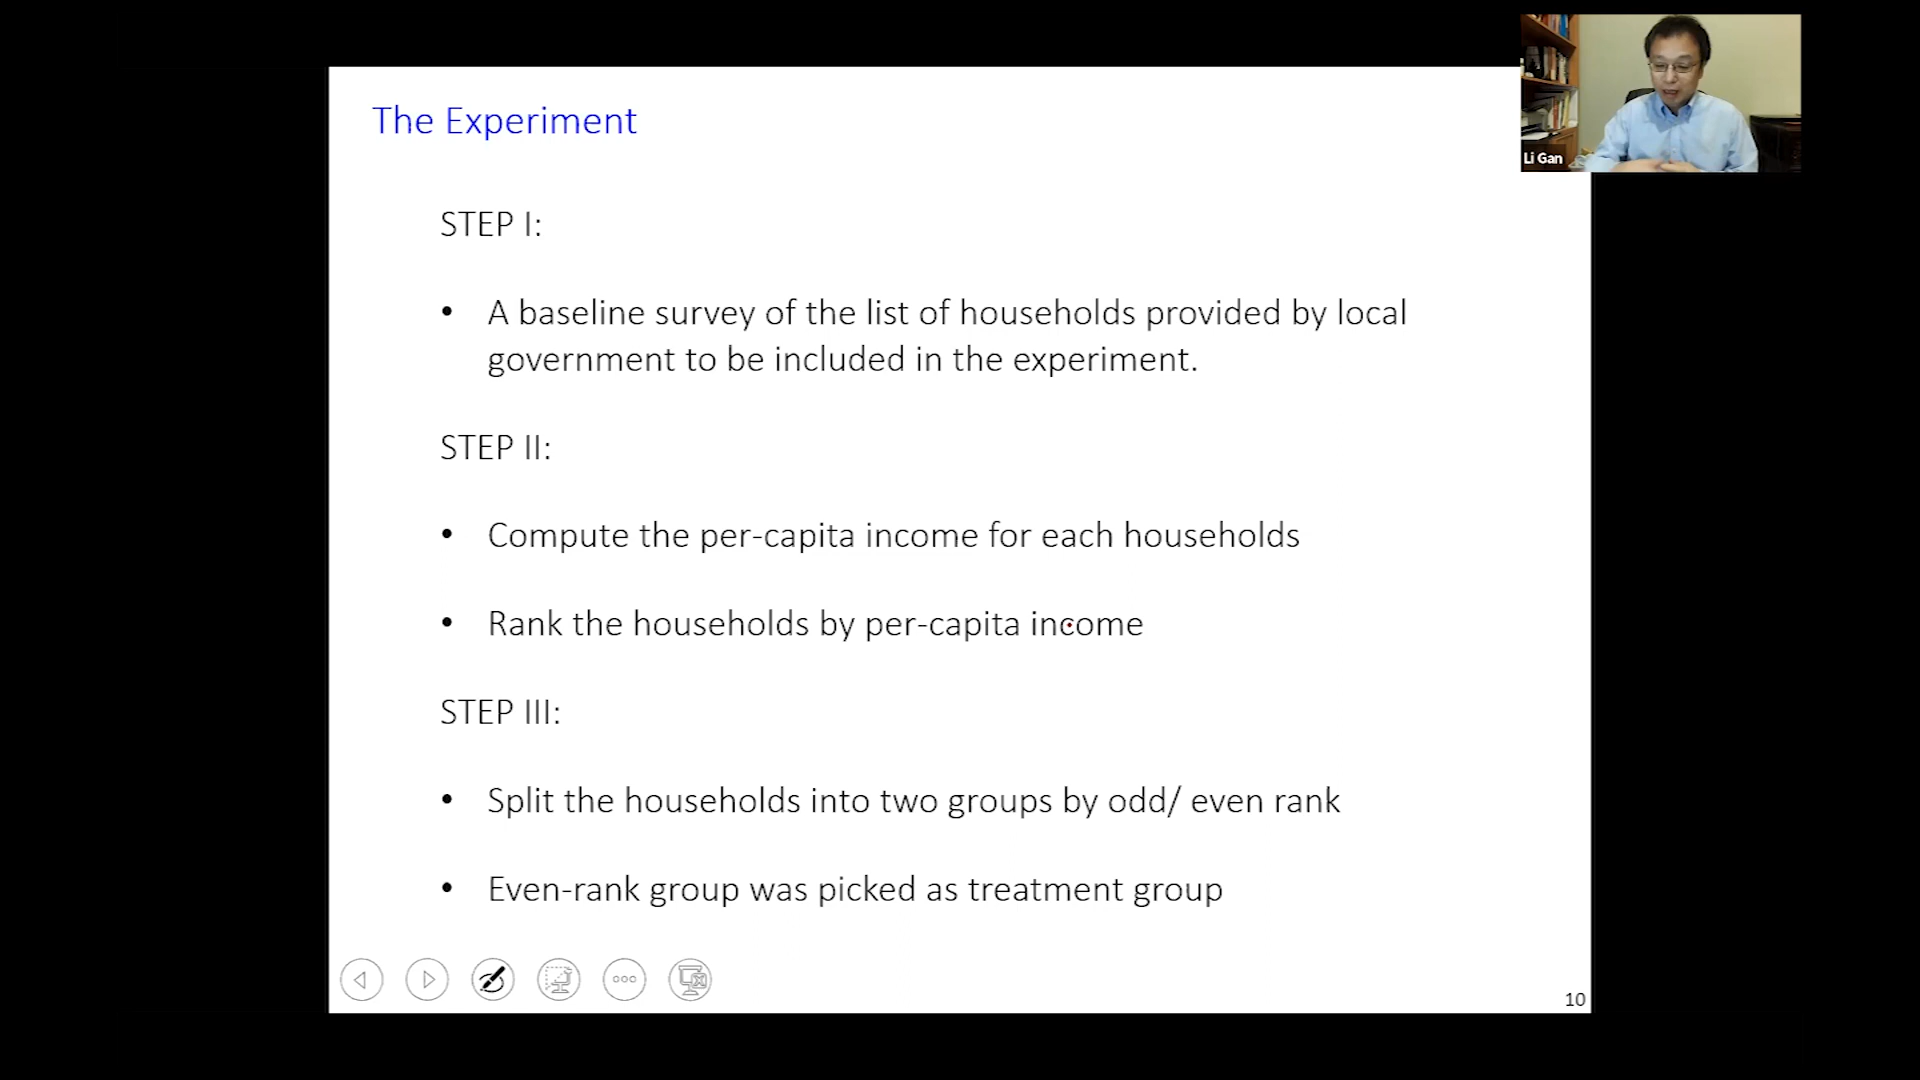 The Experiment
Li Gan
STEP I:
• A baseline survey of the list of households provided by local
government to be included in the experiment.
STEP II:
• Compute the per-capita income for each households
• Rank the households by per-capita income
STEP III:
• Split the households into two groups by odd/ even rank
• Even-rank group was picked as treatment group
10